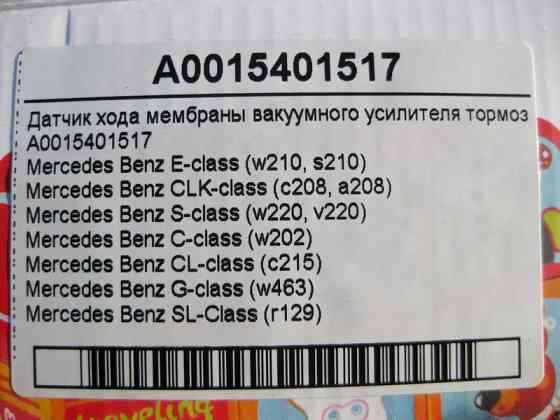 A0015401517
Датчик хода мембраны вакуумного усилителя тормоз
A0015401517
Mercedes Benz E-class (w210, s210)
Mercedes Benz CLK-class (c208, a208)
Mercedes Benz S-class (w220, v220)
Mercedes Benz C-class (w202)
Mercedes Benz CL-class (c215)
Mercedes Benz G-class (w463)
Mercedes Benz SL-Class (r129)